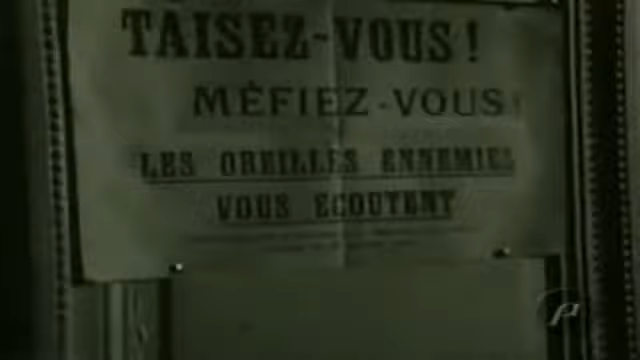 TAISEZ-VOUS!
MÉFIEZ-VOUS!
LES OREILLES ENNEMIES
VOUS ECOUTENT